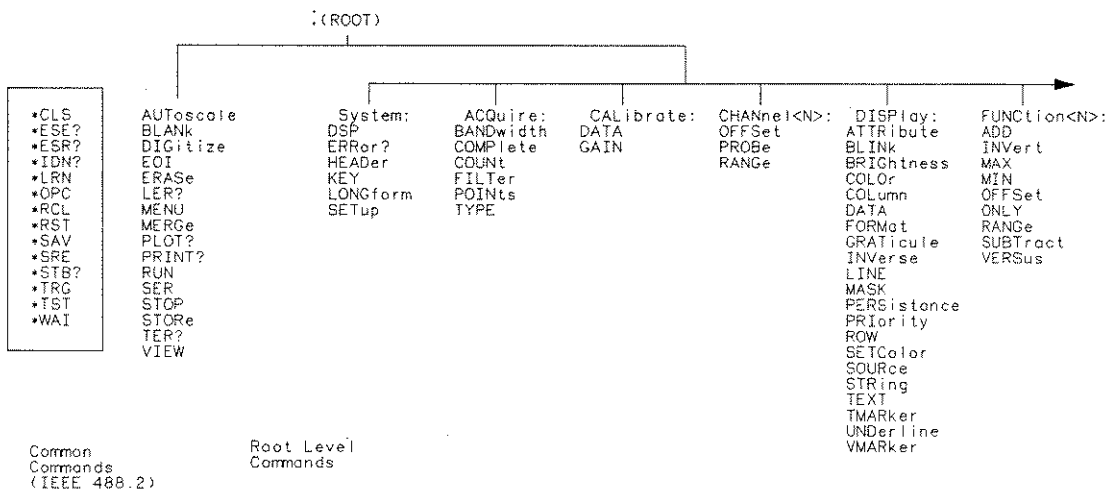 :(ROOT)
*CLS
*ESE?
*ESR?
*IDN?
*LRN
*OPC
*RCL
*RST
*SAV
*SRE
*STB?
*TRG
*TST
*WAI
AUToscale
BLANk
DIGitize
EOI
ERASe
LER?
MENU
MERGe
PLOT?
PRINT?
RUN
SER
STOP
STORe
TER?
VIEW
System:
DSP
ERRor?
HEADer
KEY
LONGform
SETup
ACQuire:
BANDwidth
COMPlete
COUNt
FILTer
POINts
TYPE
CALibrate:
DATA
GAIN
CHANnel<N>:
OFFSet
PROBe
RANGe
DISPlay:
ATTRibute
BLINk
BRIGhtness
COLOr
COLumn
DATA
FORMat
GRATicule
INVerse
LINE
MASK
PERSistance
PRIority
ROW
SETColor
SOURce
STRing
TEXT
TMARker
UNDerline
VMARker
FUNCtion<N>:
ADD
INVert
MAX
MIN
OFFSet
ONLY
RANGe
SUBTract
VERSus
Common
Commands
(IEEE 488.2)
Root Level
Commands